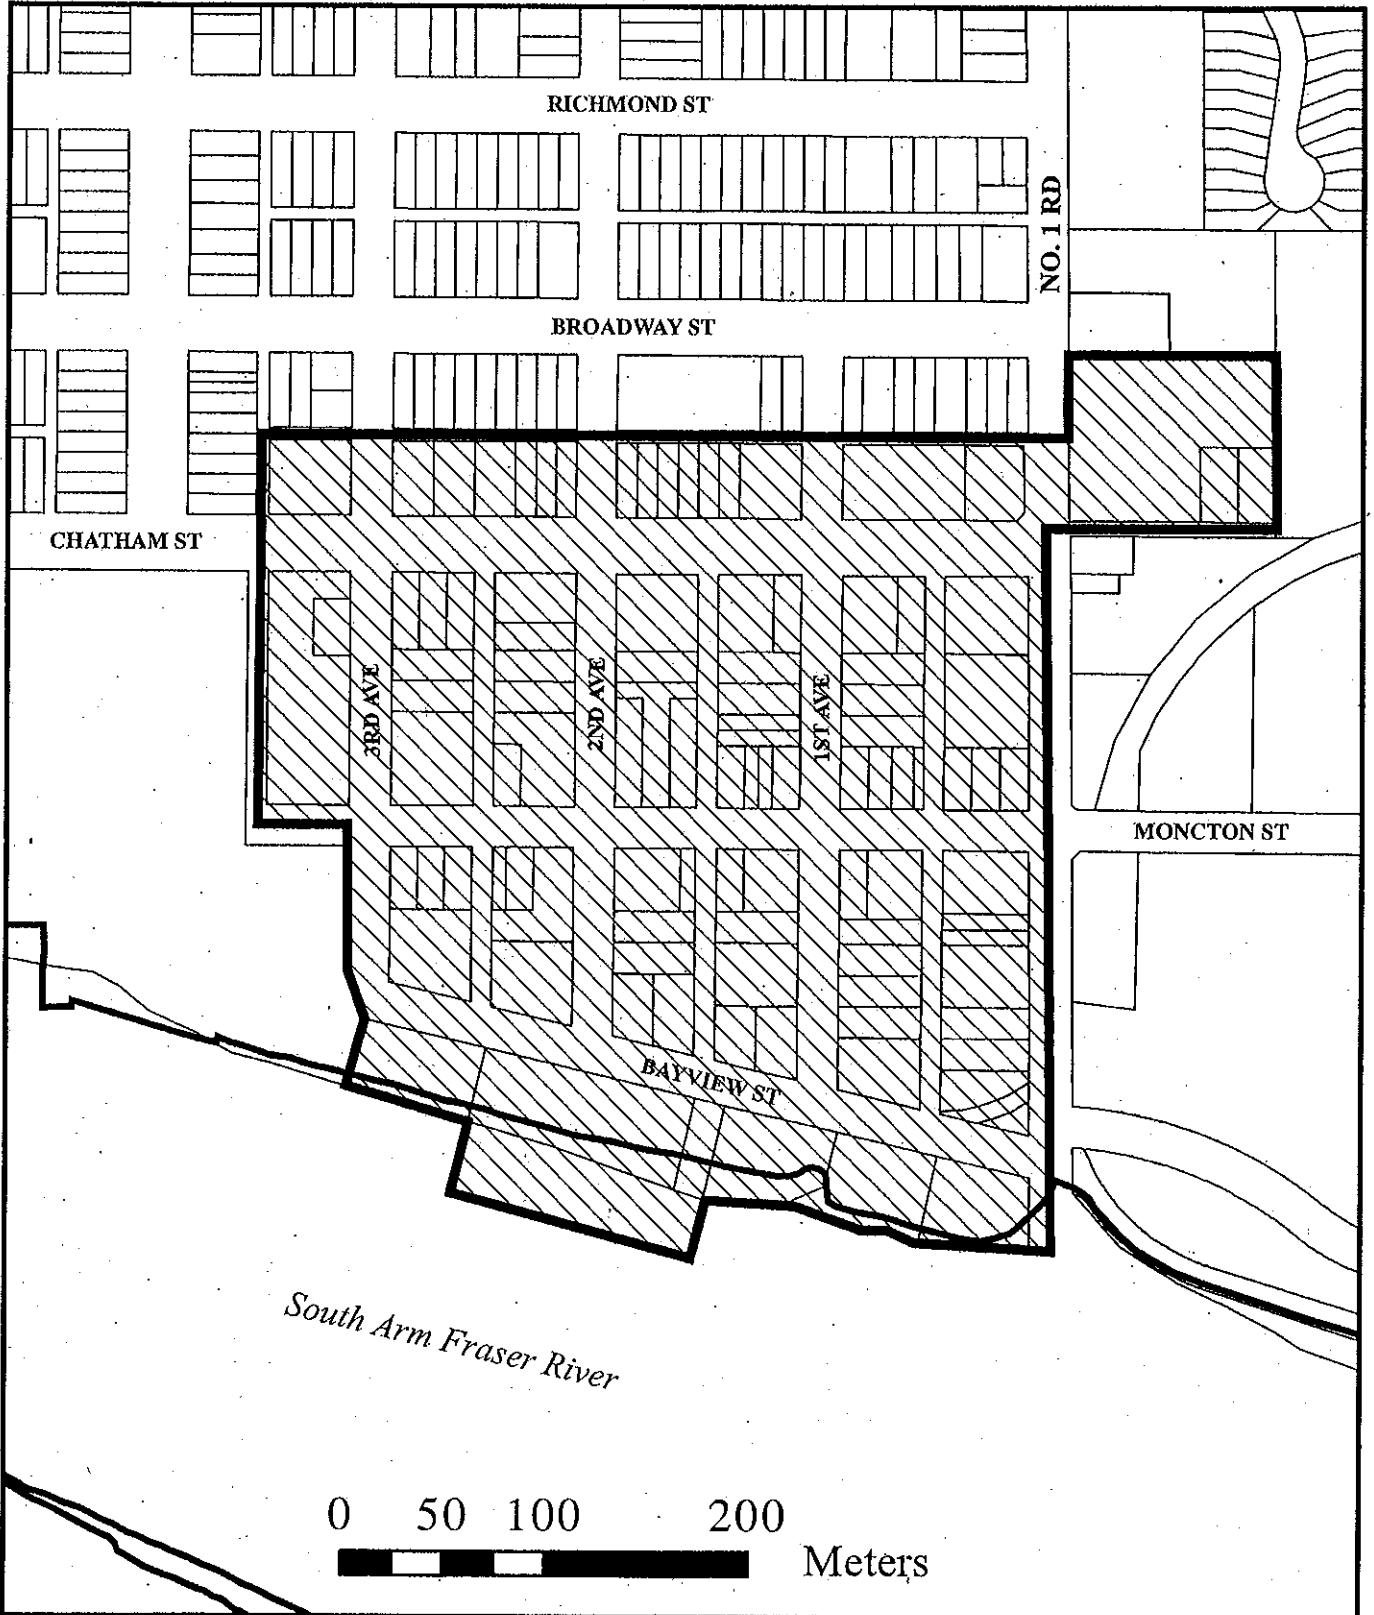 RICHMOND ST
NO. 1 RD
BROADWAY ST
CHATHAM ST
3RD AVE
2ND AVE
1ST AVE
MONCTON ST
BAYVIEW ST
South Arm Fraser River
0 50 100 200
Meters